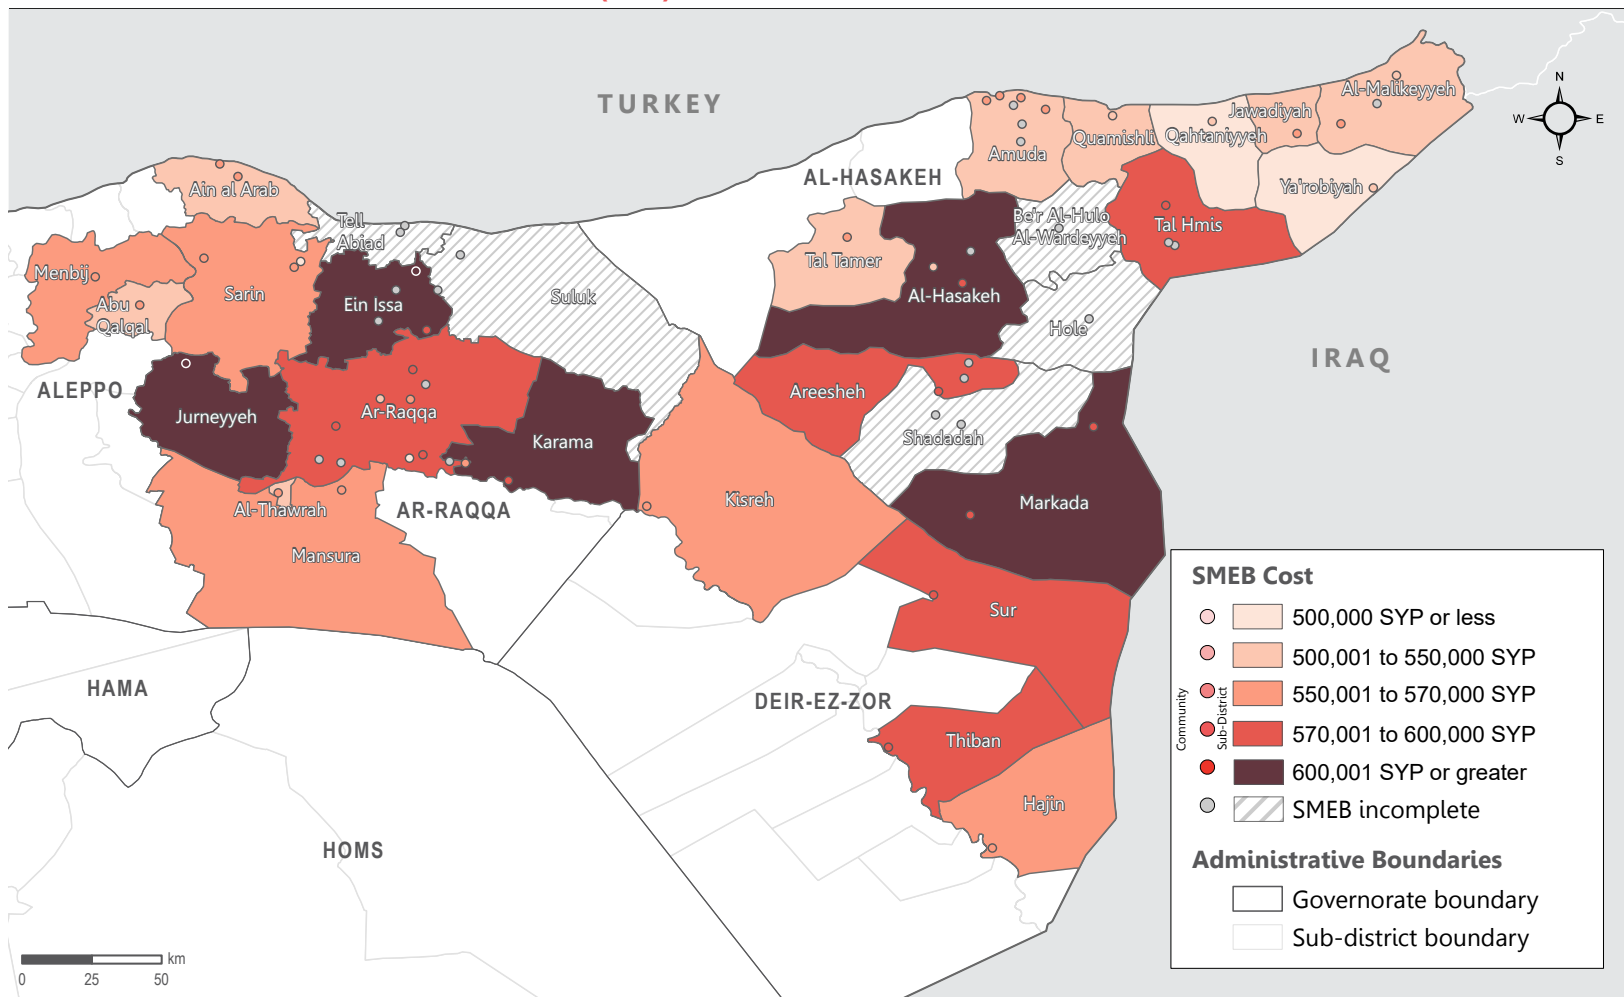 TURKEY
N
W
E
S
Al-Malikeyyeh
Jawadiyah
Qahtaniyyeh
Quamishli
Amuda
AL-HASAKEH
Ya'robiyah
Ain al Arab
Tell
Abiad
Be'r Al-Hulo
Al-Wardeyyeh
Tal Hmis
Tal Tamer
Menbij
Sarin
Suluk
Al-Hasakeh
Abu
Qalqal
Ein Issa
Hole
IRAQ
ALEPPO
Jurneyyeh
Ar-Raqqa
Areesheh
Karama
Shadadah
AR-RAQQA
Al-Thawrah
Kisreh
Markada
Mansura
Sur
HAMA
DEIR-EZ-ZOR
Thiban
Hajin
HOMS
SMEB Cost
Community
Sub-District
500,000 SYP or less
500,001 to 550,000 SYP
550,001 to 570,000 SYP
570,001 to 600,000 SYP
600,001 SYP or greater
SMEB incomplete
Administrative Boundaries
Governorate boundary
Sub-district boundary
km
0 25 50